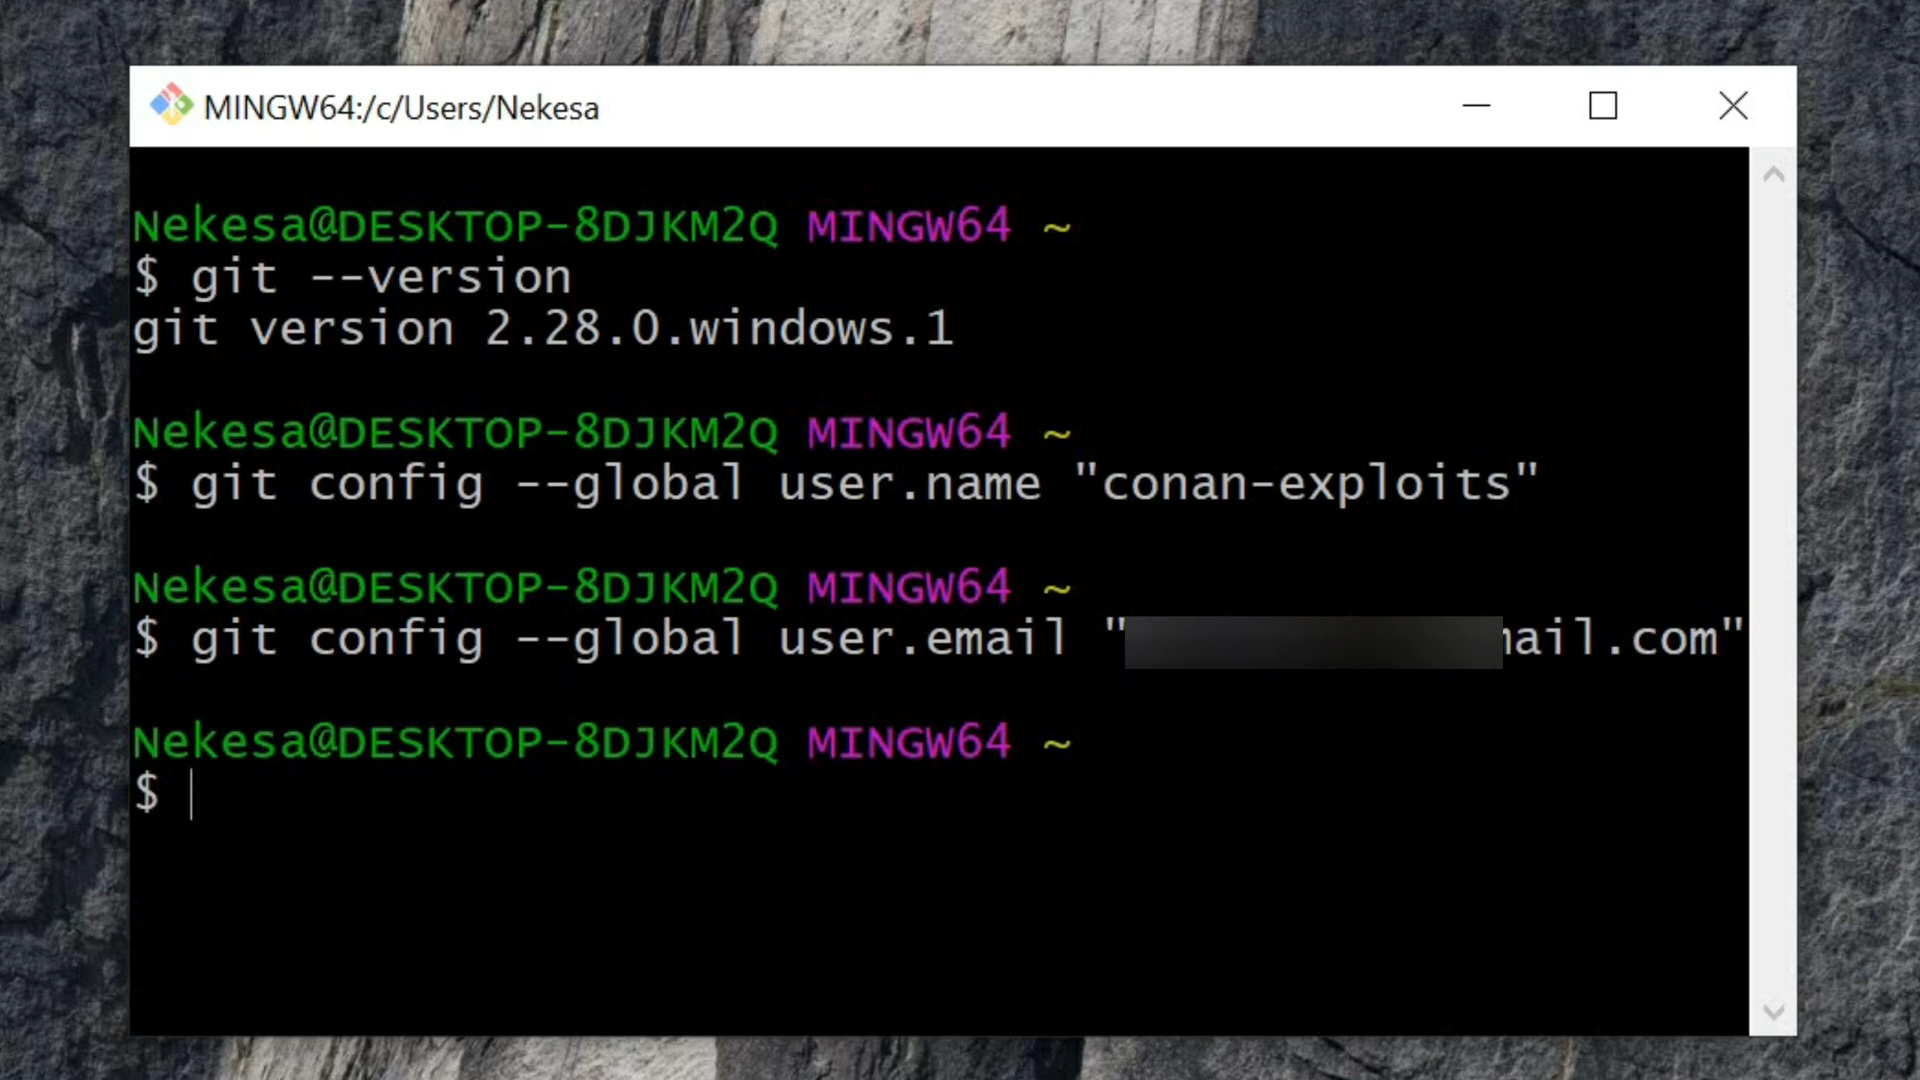 MINGW64:/c/Users/Nekesa
Nekesa@DESKTOP-8DJKM2Q MINGW64 ~
$ git --version
git version 2.28.0.windows.1
Nekesa@DESKTOP-8DJKM2Q MINGW64 ~
$ git config --global user.name "conan-exploits"
Nekesa@DESKTOP-8DJKM2Q MINGW64 ~
$ git config --global user.email "ail.com"
Nekesa@DESKTOP-8DJKM2Q MINGW64 ~
$